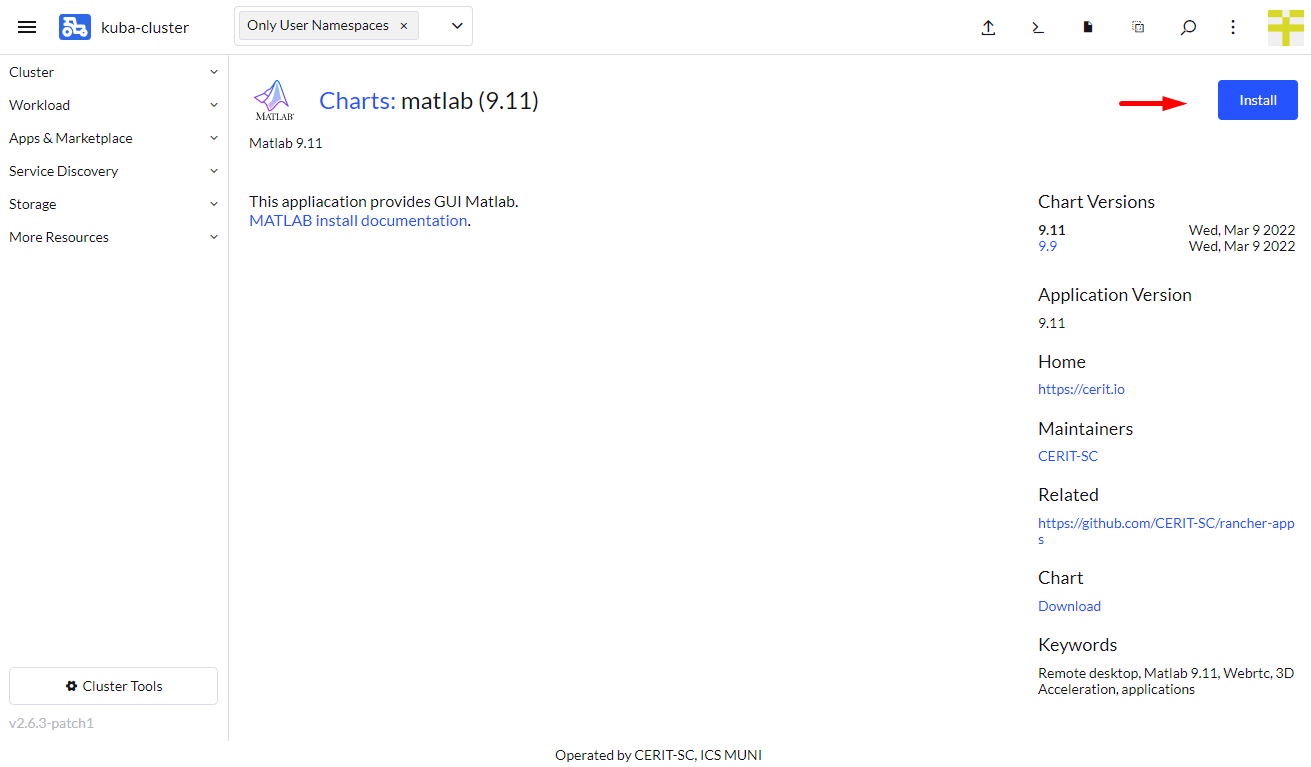 kuba-cluster
Only User Namespaces ×
Cluster
Workload
Apps & Marketplace
Service Discovery
Storage
More Resources
Cluster Tools
v2.6.3-patch1
MATLAB
Charts: matlab (9.11)
Install
Matlab 9.11
This appliacation provides GUI Matlab.
MATLAB install documentation.
Chart Versions
9.11 Wed, Mar 9 2022
9.9 Wed, Mar 9 2022
Application Version
9.11
Home
https://cerit.io
Maintainers
CERIT-SC
Related
https://github.com/CERIT-SC/rancher-app
s
Chart
Download
Keywords
Remote desktop, Matlab 9.11, Webrtc, 3D
Acceleration, applications
Operated by CERIT-SC, ICS MUNI